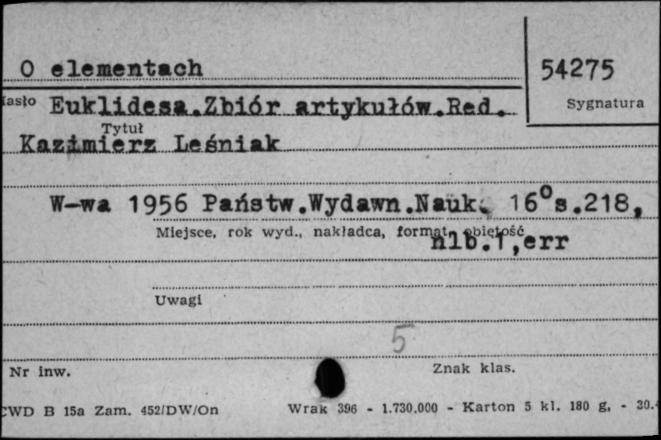 O elementach
54275
Hasło Euklidesa.Zbiór artykułów.Red.
Sygnatura
Tytuł
Kazimierz Leśniak
W-wa 1956 Państw.Wydawn.Nauk. 16°s.218,
Miejsce, rok wyd., nakładca, format, objętość
nlb.1,err
Uwagi
5
Nr inw.
Znak klas.
CWD B 15a Zam. 452/DW/On Wrak 396 - 1.730.000 - Karton 5 kl. 180 g. - 30.